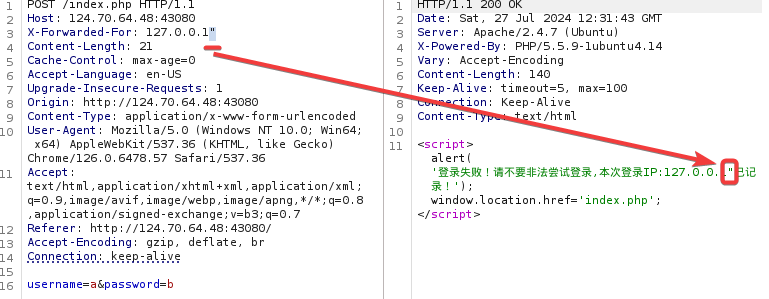 1 POST /index.php HTTP/1.1
2 Host: 124.70.64.48:43080
3 X-Forwarded-For: 127.0.0.1"
4 Content-Length: 21
5 Cache-Control: max-age=0
6 Accept-Language: en-US
7 Upgrade-Insecure-Requests: 1
8 Origin: http://124.70.64.48:43080
9 Content-Type: application/x-www-form-urlencoded
10 User-Agent: Mozilla/5.0 (Windows NT 10.0; Win64;
x64) AppleWebKit/537.36 (KHTML, like Gecko)
Chrome/126.0.6478.57 Safari/537.36
11 Accept:
text/html,application/xhtml+xml,application/xml;
q=0.9,image/avif,image/webp,image/apng,*/*;q=0.8
,application/signed-exchange;v=b3;q=0.7
12 Referer: http://124.70.64.48:43080/
13 Accept-Encoding: gzip, deflate, br
14 Connection: keep-alive
15
16 username=a&password=b
1 HTTP/1.1 200 OK
2 Date: Sat, 27 Jul 2024 12:31:43 GMT
3 Server: Apache/2.4.7 (Ubuntu)
4 X-Powered-By: PHP/5.5.9-1ubuntu4.14
5 Vary: Accept-Encoding
6 Content-Length: 140
7 Keep-Alive: timeout=5, max=100
8 Connection: Keep-Alive
9 Content-Type: text/html
10
11 <script>
alert(
'登录失败！请不要非法尝试登录,本次登录IP:127.0.0.1"已记
录！');
window.location.href='index.php';
</script>